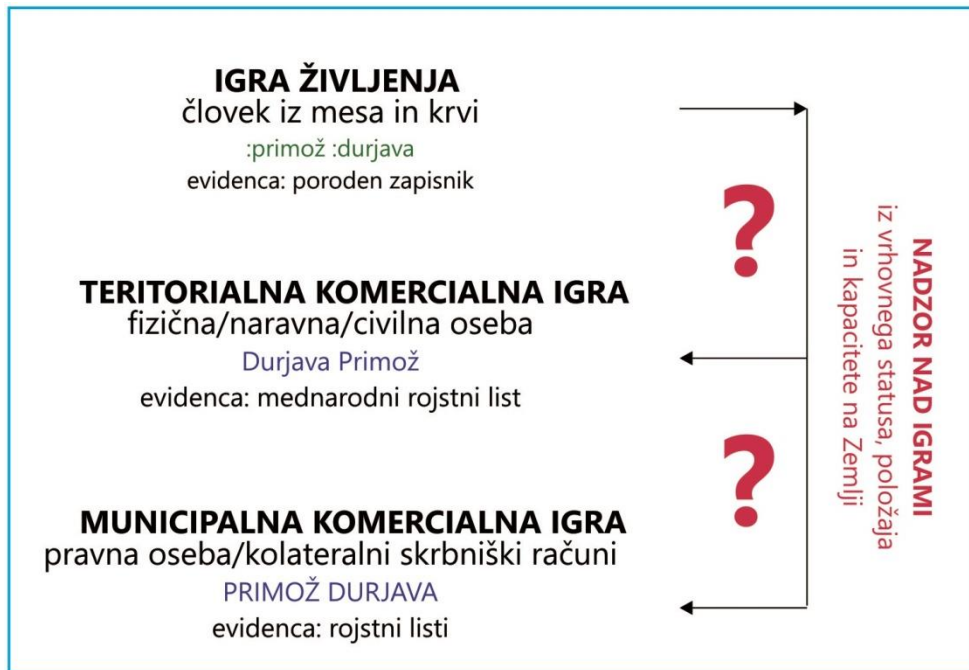 IGRA ŽIVLJENJA
človek iz mesa in krvi
:primož :durjava
evidenca: poroden zapisnik
?
TERITORIALNA KOMERCIALNA IGRA
fizična/naravna/civilna oseba
Durjava Primož
evidenca: mednarodni rojstni list
?
MUNICIPALNA KOMERCIALNA IGRA
pravna oseba/kolateralni skrbniški računi
PRIMOŽ DURJAVA
evidenca: rojstni listi
NADZOR NAD IGRAMI
iz vrhovnega statusa, položaja
in kapacitete na Zemlji